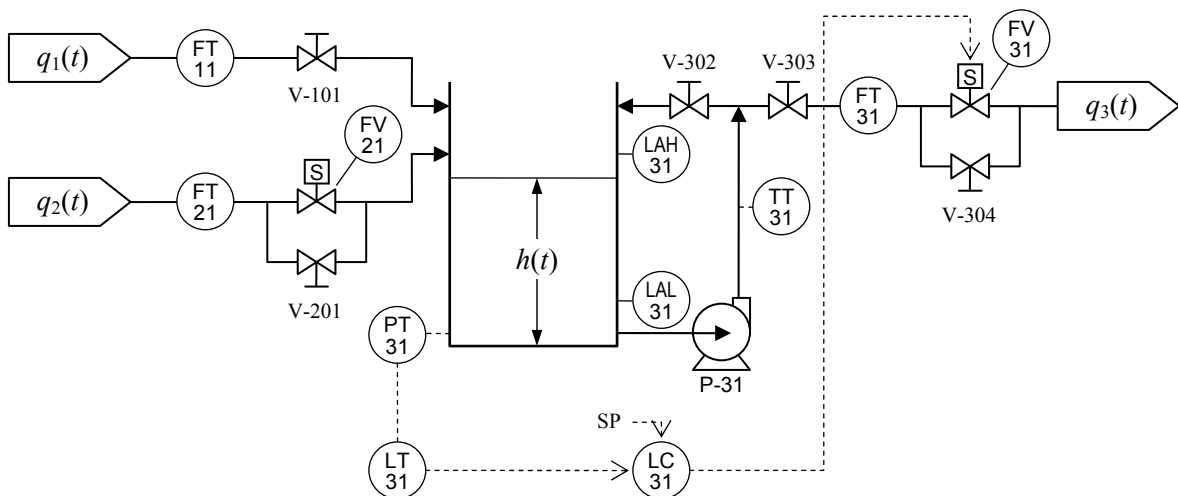 q₁(t)
FT
11
V-101
FV
21
S
q₂(t)
FT
21
V-201
h(t)
PT
31
LT
31
SP
LC
31
LAH
31
LAL
31
P-31
TT
31
V-302
V-303
FT
31
S
FV
31
V-304
q₃(t)